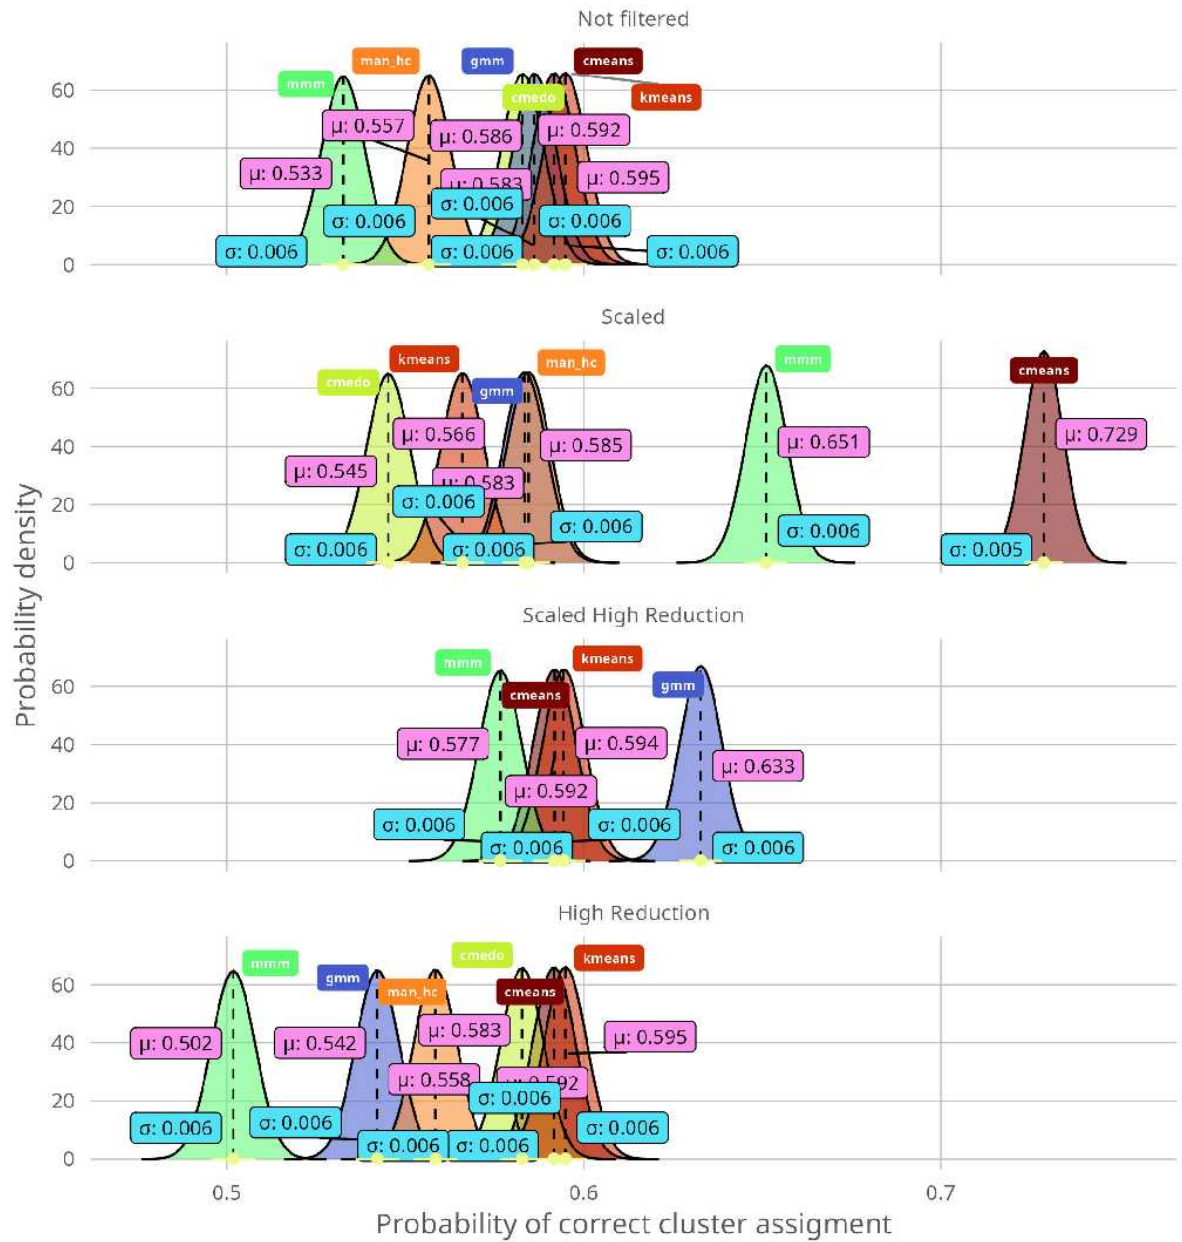 Not filtered
mmm
man_hc
gmm
cmeans
cmedo
kmeans
μ: 0.557
μ: 0.586
μ: 0.592
μ: 0.533
μ: 0.583
μ: 0.595
σ: 0.006
σ: 0.006
σ: 0.006
σ: 0.006
σ: 0.006
σ: 0.006
60
40
20
0
Scaled
cmedo
kmeans
gmm
man_hc
mmm
cmeans
μ: 0.566
μ: 0.585
μ: 0.651
μ: 0.729
μ: 0.545
μ: 0.583
σ: 0.006
σ: 0.006
σ: 0.006
σ: 0.006
σ: 0.006
σ: 0.005
60
40
20
0
Scaled High Reduction
mmm
kmeans
cmeans
gmm
μ: 0.577
μ: 0.594
μ: 0.633
μ: 0.592
σ: 0.006
σ: 0.006
σ: 0.006
σ: 0.006
60
40
20
0
High Reduction
mmm
gmm
man_hc
cmedo
cmeans
kmeans
μ: 0.502
μ: 0.542
μ: 0.583
μ: 0.595
μ: 0.558
μ: 0.592
σ: 0.006
σ: 0.006
σ: 0.006
σ: 0.006
σ: 0.006
σ: 0.006
60
40
20
0
0.5
0.6
0.7
Probability density
Probability of correct cluster assigment